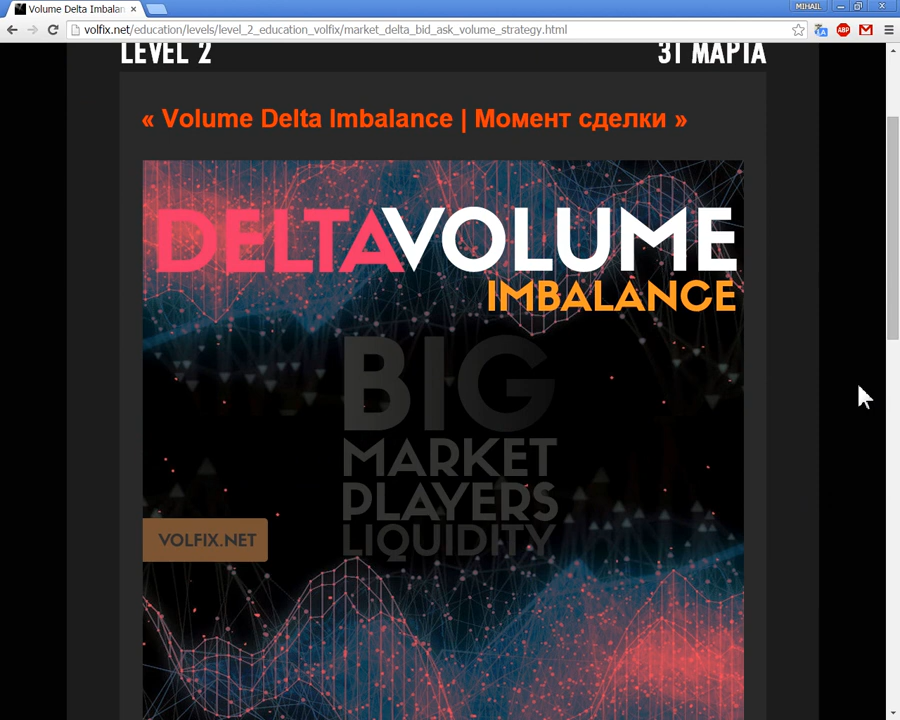 Volume Delta Imbalan
MIHAIL
volfix.net/education/levels/level_2_education_volfix/market_delta_bid_ask_volume_strategy.html
ABP
LEVEL 2
31 МАРТА
« Volume Delta Imbalance | Момент сделки »
DELTAVOLUME
IMBALANCE
BIG
MARKET
PLAYERS
LIQUIDITY
VOLFIX.NET